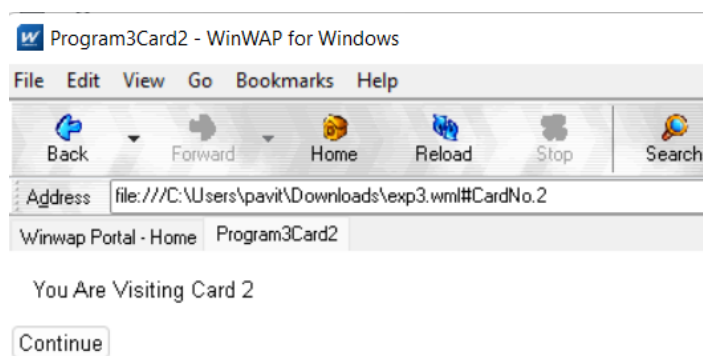 Program3Card2 - WinWAP for Windows
File Edit View Go Bookmarks Help
Back Forward Home Reload Stop Search
Address file:///C:\Users\pavit\Downloads\exp3.wml#CardNo.2
Winwap Portal - Home Program3Card2
You Are Visiting Card 2
Continue